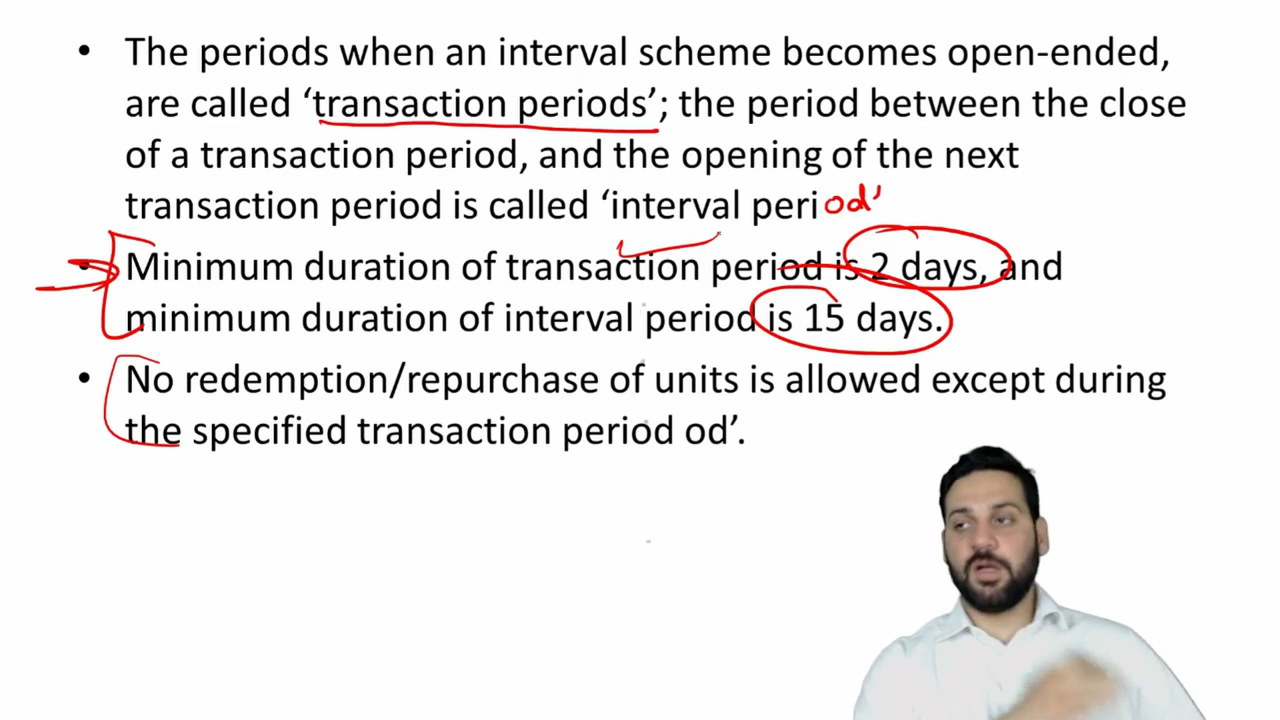 • The periods when an interval scheme becomes open-ended,
are called ‘transaction periods’; the period between the close
of a transaction period, and the opening of the next
transaction period is called ‘interval period’
• Minimum duration of transaction period is 2 days, and
minimum duration of interval period is 15 days.
• No redemption/repurchase of units is allowed except during
the specified transaction period od’.